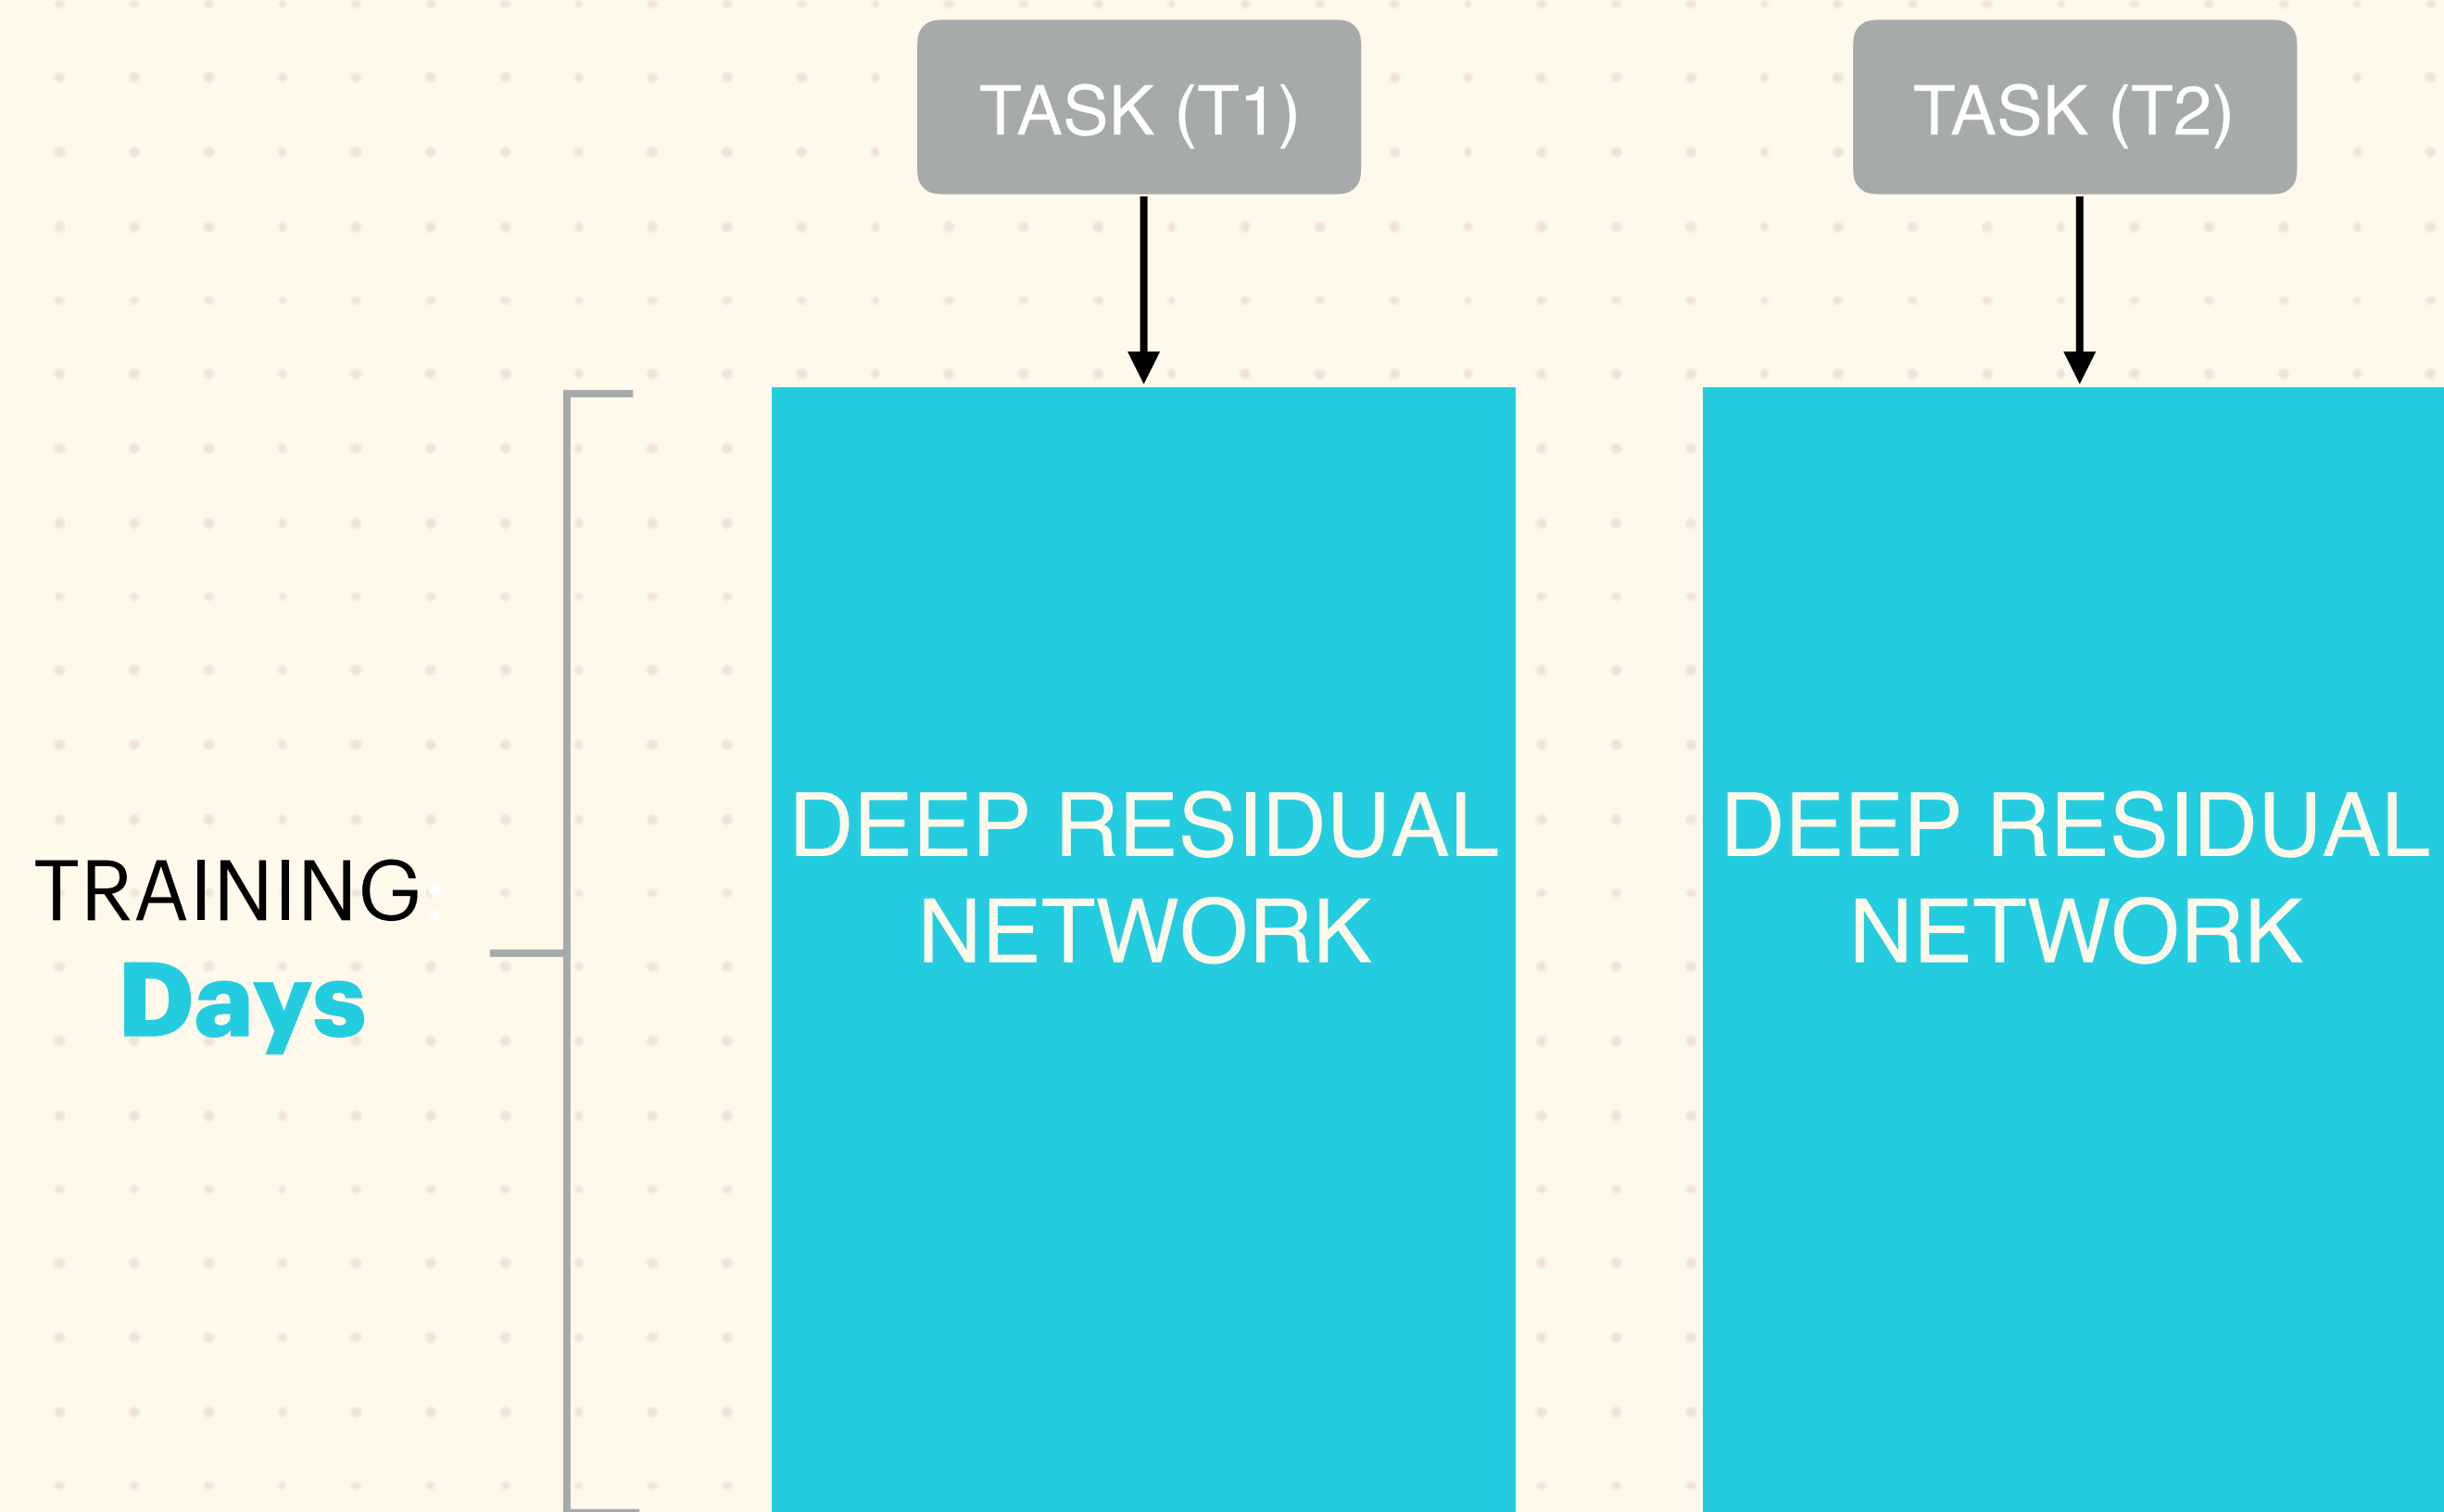 TASK (T1)
TASK (T2)
DEEP RESIDUAL
NETWORK
DEEP RESIDUAL
NETWORK
TRAINING:
Days